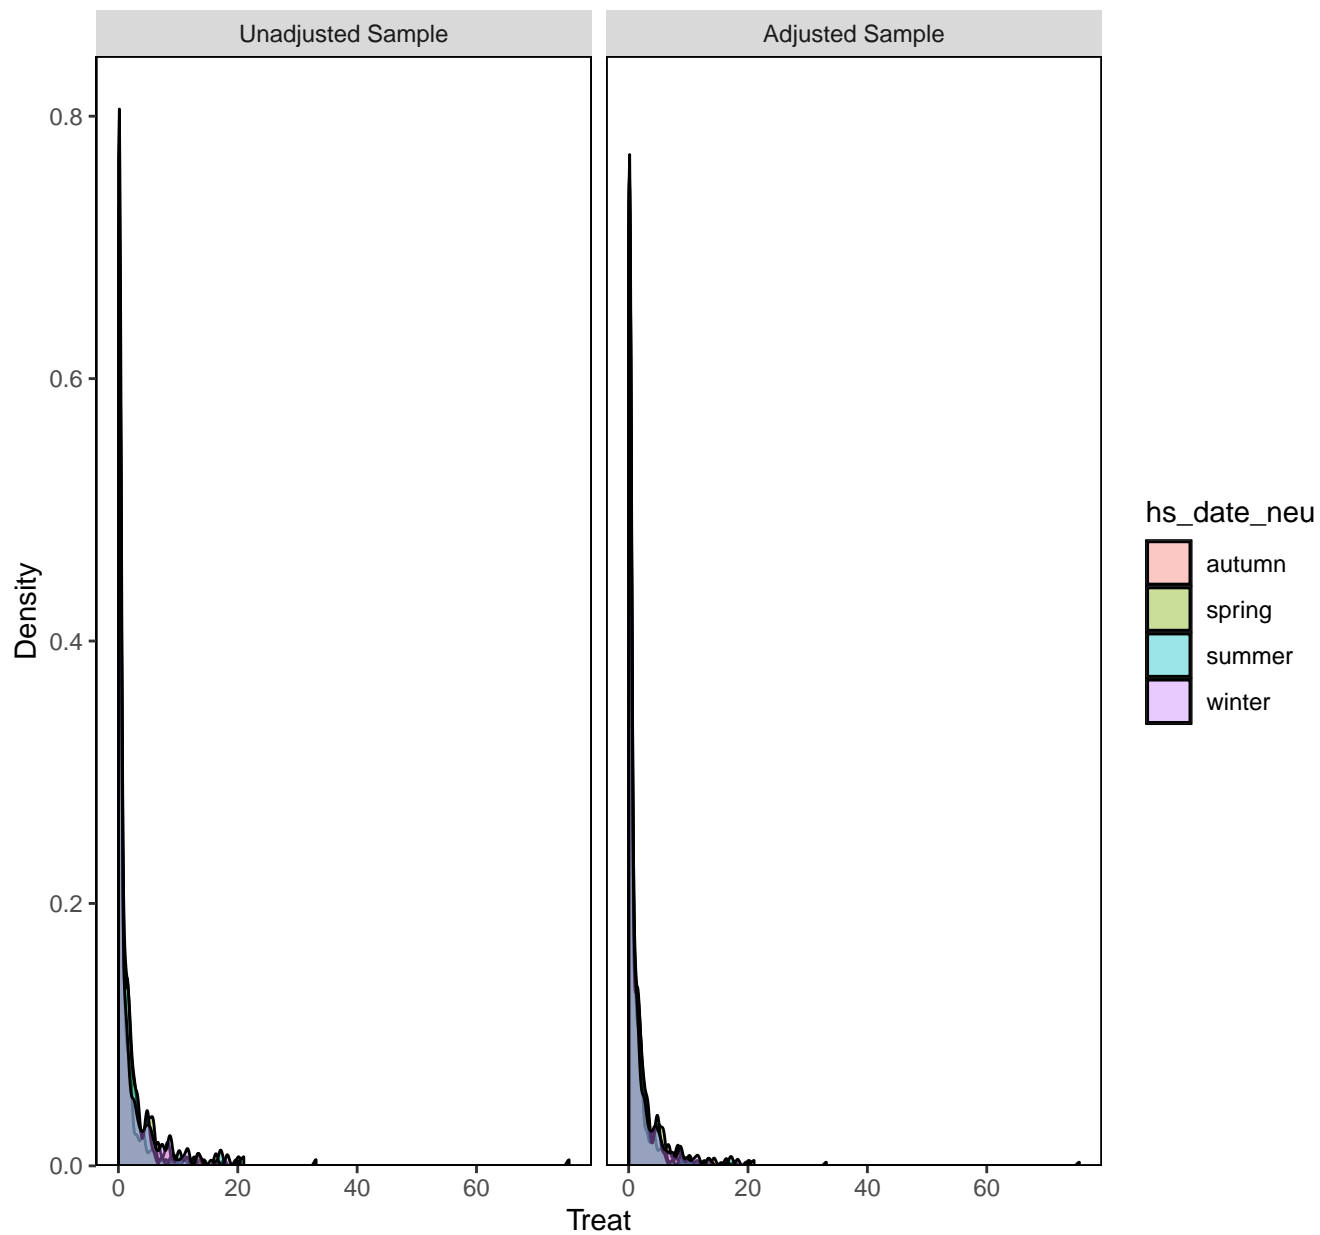 Unadjusted Sample
Adjusted Sample
0.8
0.6
0.4
0.2
0.0
Density
0
20
40
60
0
20
40
60
Treat
hs_date_neu
autumn
spring
summer
winter